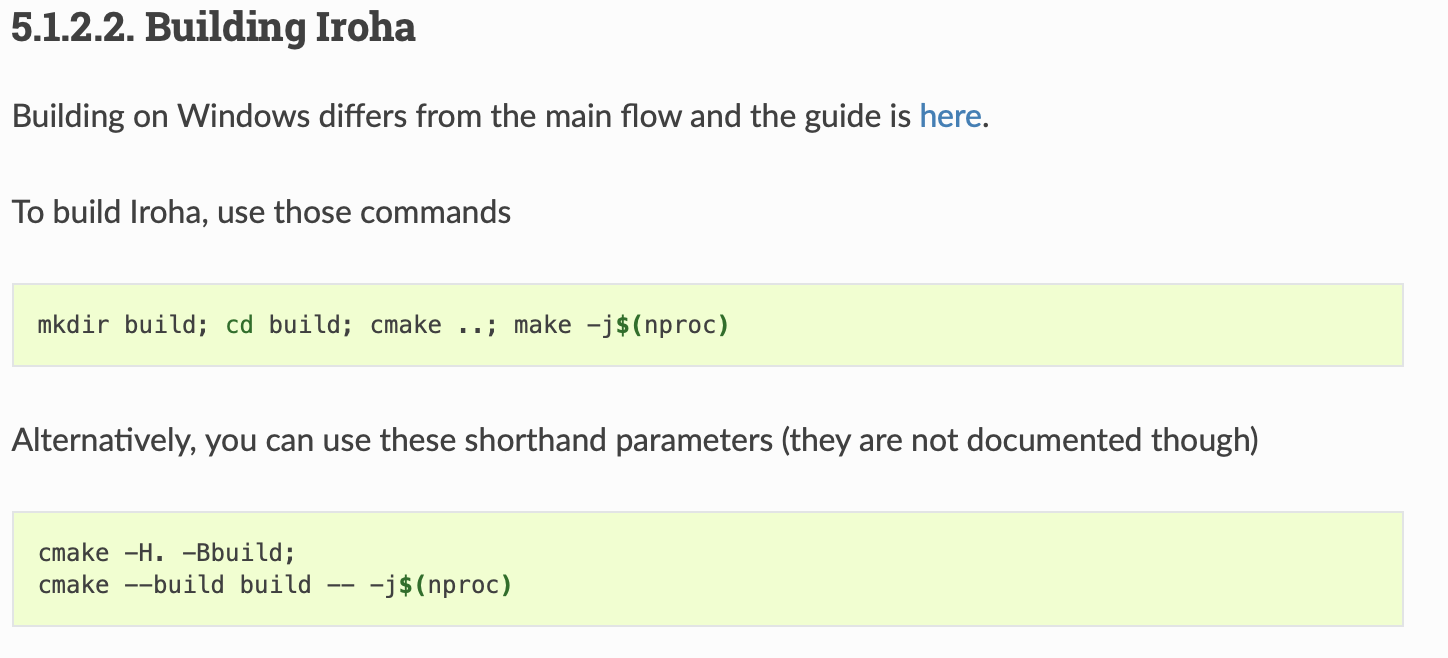 5.1.2.2. Building Iroha
Building on Windows differs from the main flow and the guide is here.
To build Iroha, use those commands
mkdir build; cd build; cmake ..; make -j$(nproc)
Alternatively, you can use these shorthand parameters (they are not documented though)
cmake -H. -Bbuild;
cmake --build build -- -j$(nproc)